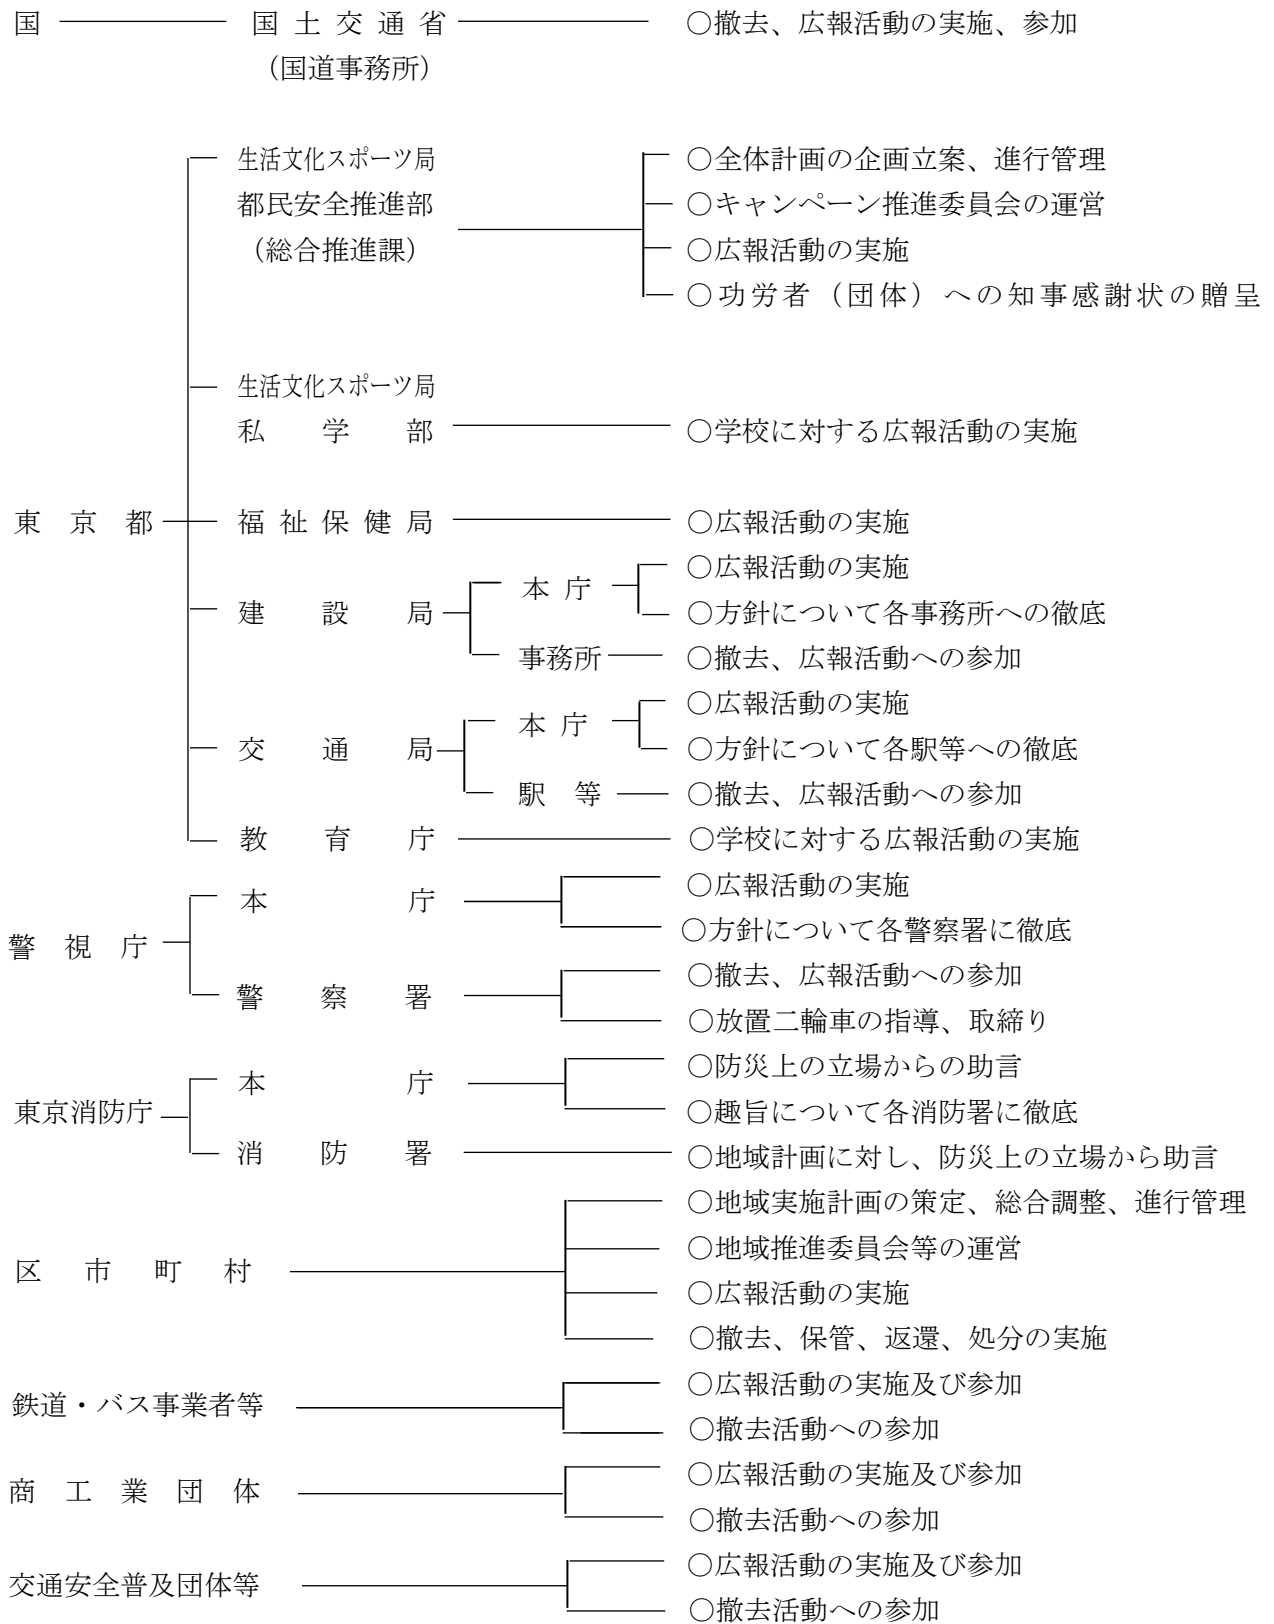 国 国土交通省 ○撤去、広報活動の実施、参加
（国道事務所）
生活文化スポーツ局 ○全体計画の企画立案、進行管理
都民安全推進部 ○キャンペーン推進委員会の運営
（総合推進課） ○広報活動の実施
○功労者（団体）への知事感謝状の贈呈
生活文化スポーツ局
私学部 ○学校に対する広報活動の実施
東京都 福祉保健局 ○広報活動の実施
○広報活動の実施
本庁
建設局 ○方針について各事務所への徹底
事務所 ○撤去、広報活動への参加
○広報活動の実施
本庁
交通局 ○方針について各駅等への徹底
駅等 ○撤去、広報活動への参加
教育庁 ○学校に対する広報活動の実施
○広報活動の実施
本庁
○方針について各警察署に徹底
警視庁
○撤去、広報活動への参加
警察署
○放置二輪車の指導、取締り
○防災上の立場からの助言
本庁
東京消防庁 ○趣旨について各消防署に徹底
消防署 ○地域計画に対し、防災上の立場から助言
○地域実施計画の策定、総合調整、進行管理
○地域推進委員会等の運営
区市町村
○広報活動の実施
○撤去、保管、返還、処分の実施
○広報活動の実施及び参加
鉄道・バス事業者等
○撤去活動への参加
○広報活動の実施及び参加
商工業団体
○撤去活動への参加
○広報活動の実施及び参加
交通安全普及団体等
○撤去活動への参加